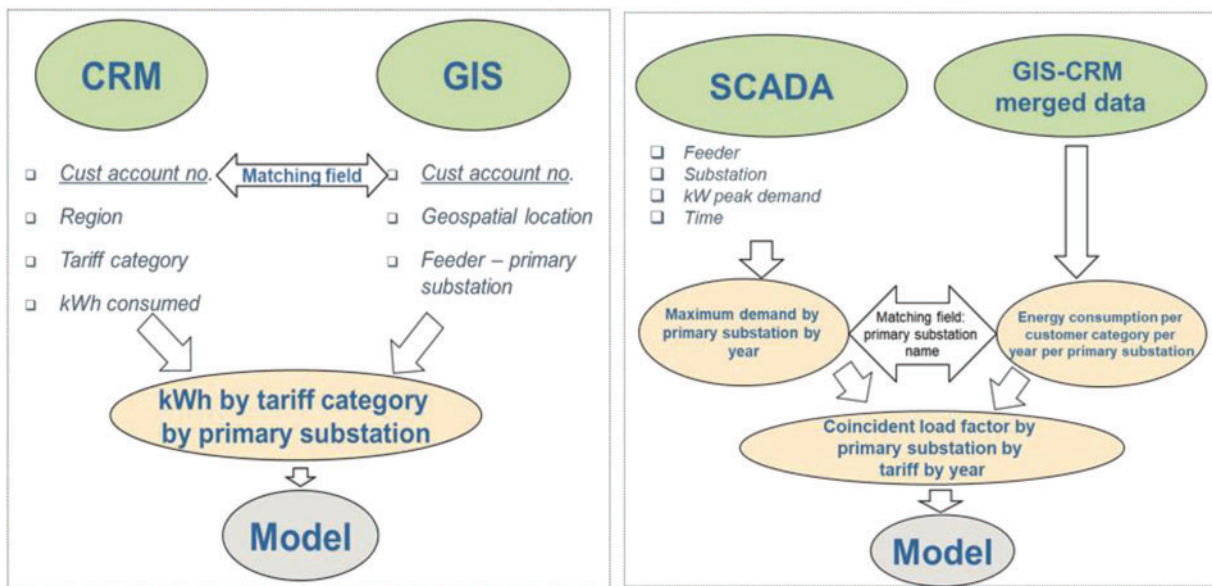 CRM
GIS
Cust account no.
Matching field
Cust account no.
Region
Geospatial location
Tariff category
Feeder – primary
substation
kWh consumed
kWh by tariff category
by primary substation
Model
SCADA
GIS-CRM
merged data
Feeder
Substation
kW peak demand
Time
Maximum demand by
primary substation by
year
Matching field:
primary substation
name
Energy consumption per
customer category per
year per primary substation
Coincident load factor by
primary substation by
tariff by year
Model